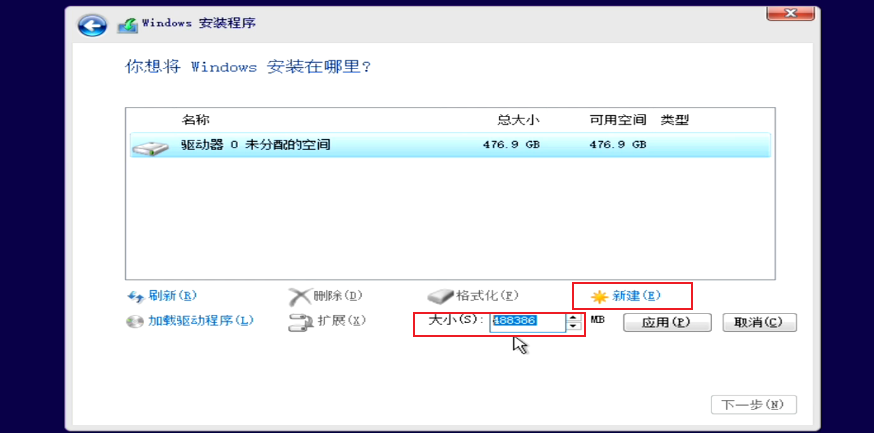 Windows 安装程序
你想将 Windows 安装在哪里?
名称 总大小 可用空间 类型
驱动器 0 未分配的空间 476.9 GB 476.9 GB
刷新(R) 删除(D) 格式化(F) 新建(E)
加载驱动程序(L) 扩展(X) 大小(S): 488386 MB 应用(P) 取消(C)
下一步(N)